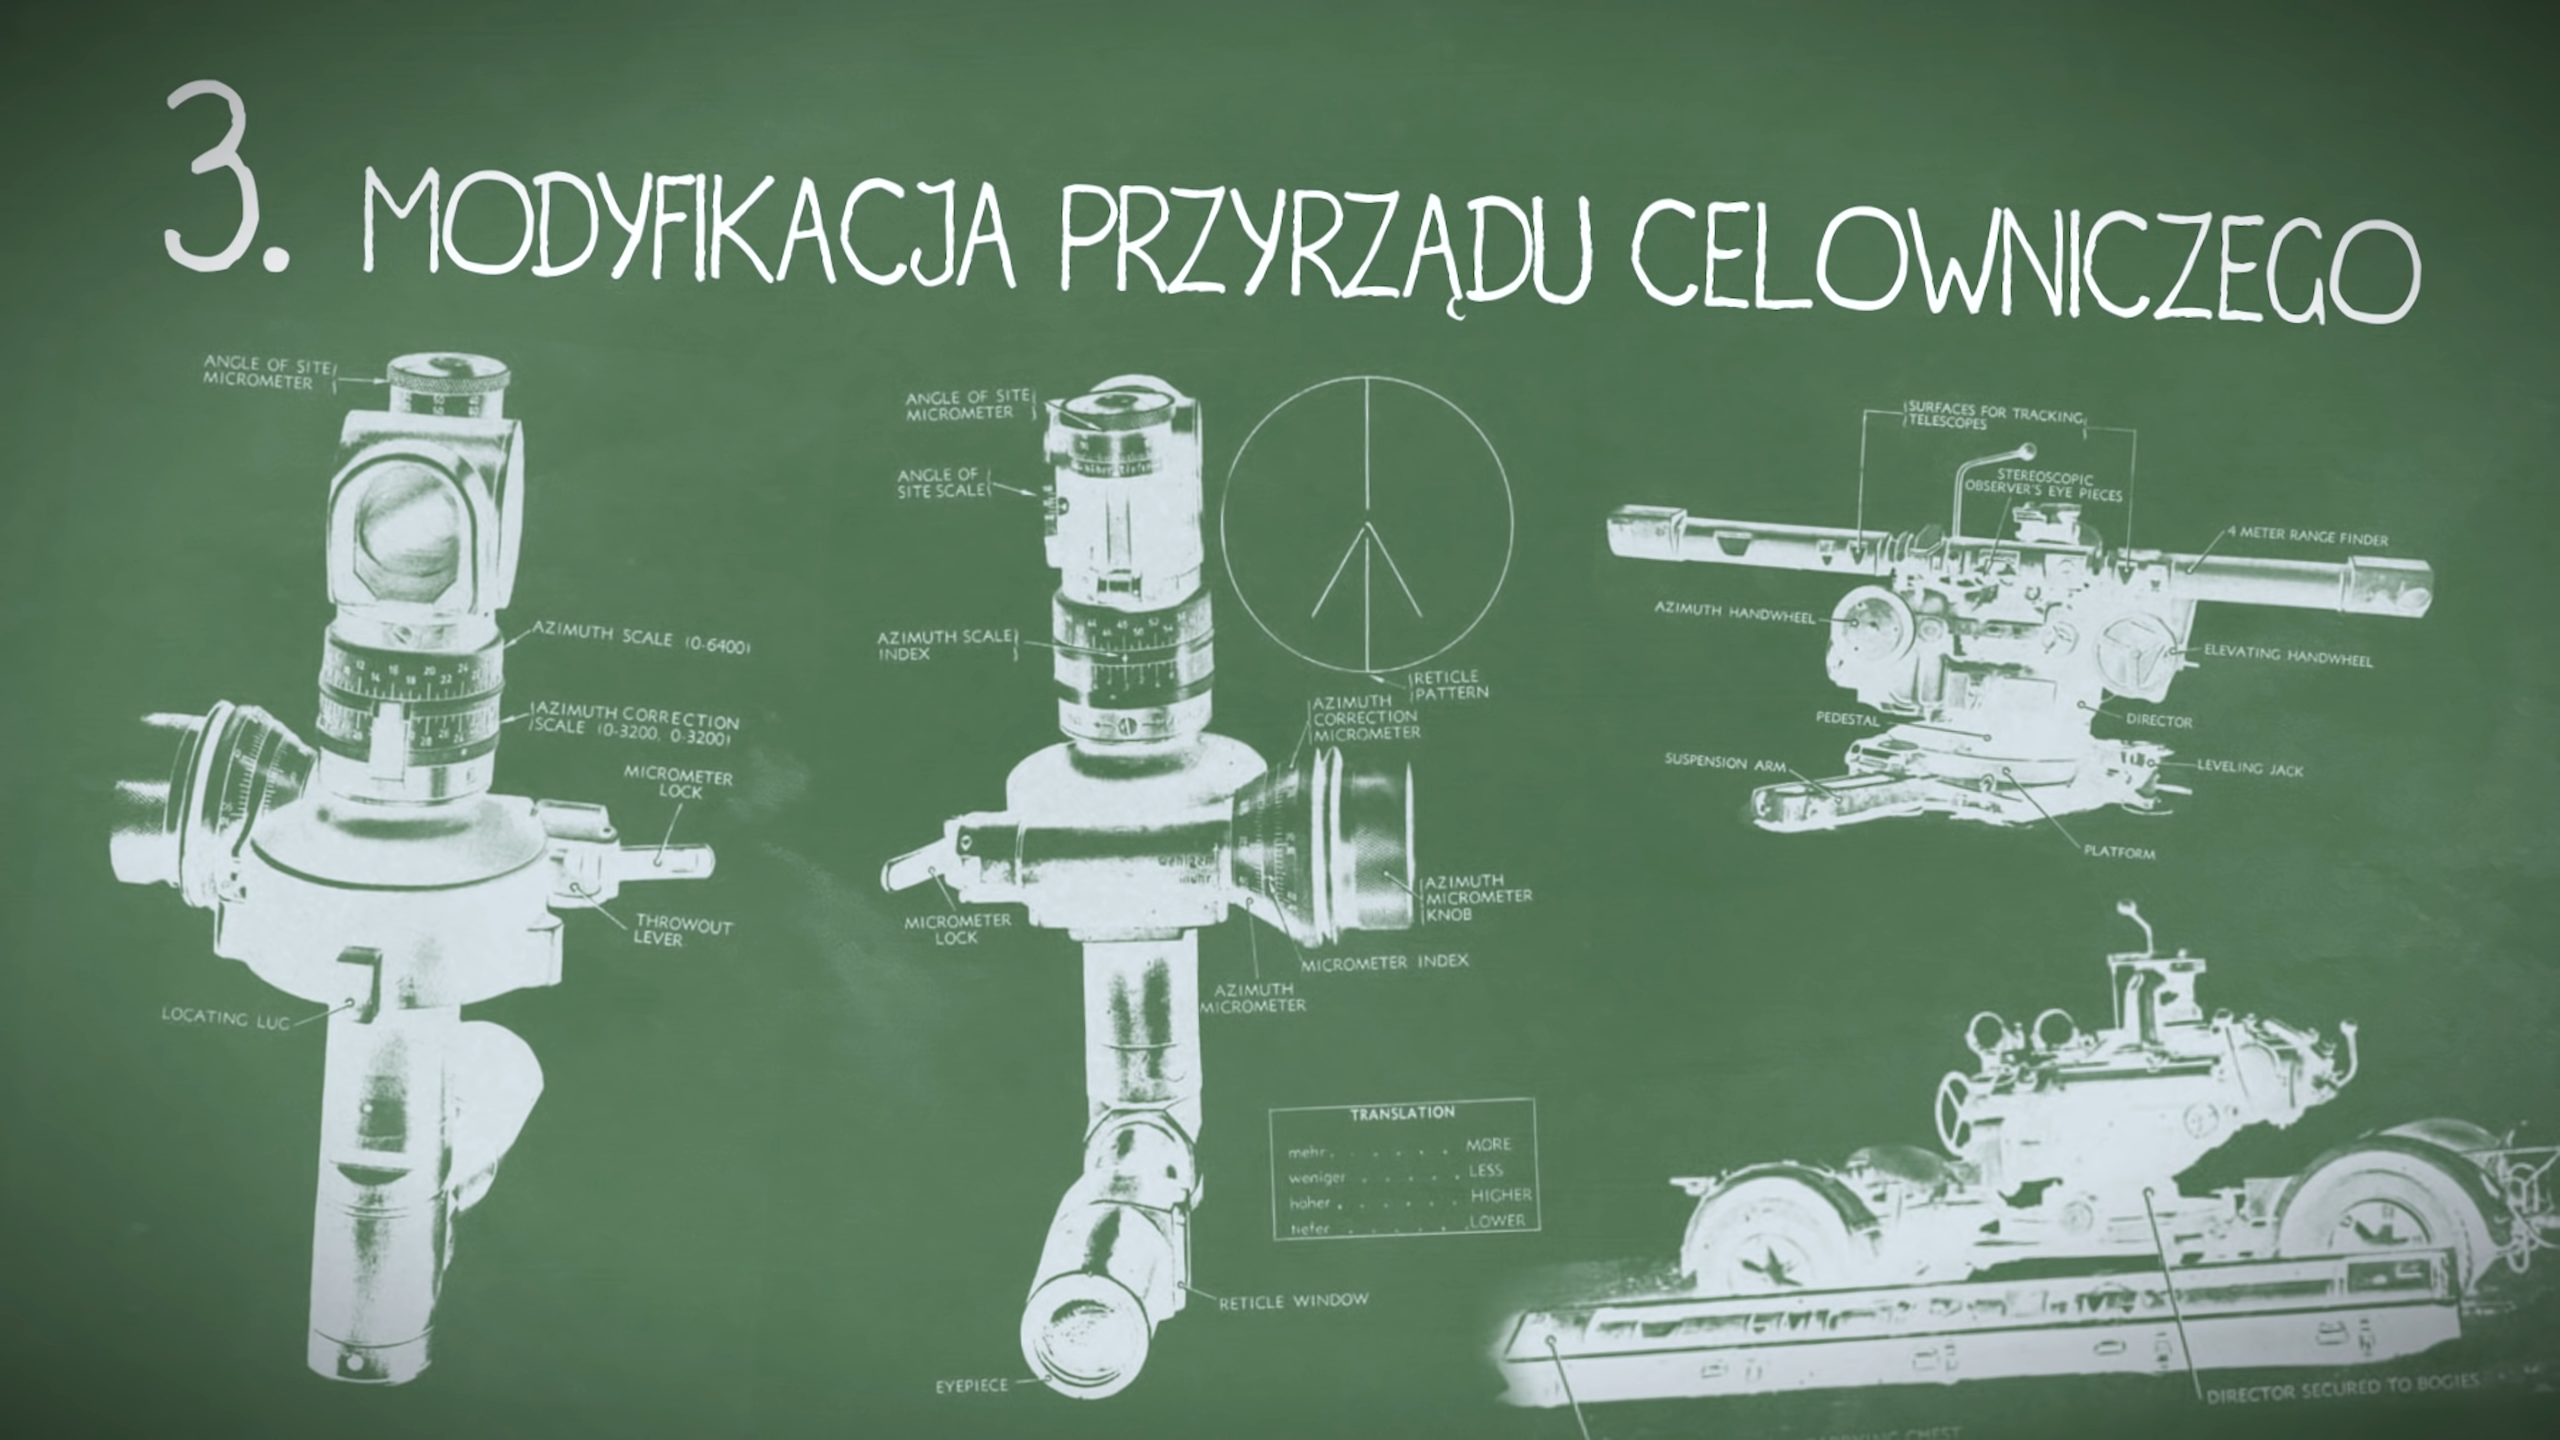 3. MODYFIKACJA PRZYRZĄDU CELOWNICZEGO
ANGLE OF SITE
MICROMETER
AZIMUTH SCALE (0-6400)
AZIMUTH CORRECTION
SCALE (0-3200, 0-3200)
MICROMETER
LOCK
THROWOUT
LEVER
LOCATING LUG
ANGLE OF SITE
MICROMETER
ANGLE OF
SITE SCALE
AZIMUTH SCALE
INDEX
RETICLE
PATTERN
AZIMUTH
CORRECTION
MICROMETER
weniger
mehr
MICROMETER
LOCK
AZIMUTH
MICROMETER
KNOB
MICROMETER INDEX
AZIMUTH
MICROMETER
TRANSLATION
mehr . . . . . . MORE
weniger . . . . . . LESS
höher . . . . . . HIGHER
tiefer . . . . . . LOWER
RETICLE WINDOW
EYEPIECE
SURFACES FOR TRACKING
TELESCOPES
STEREOSCOPIC
OBSERVER'S EYE PIECES
4 METER RANGE FINDER
AZIMUTH HANDWHEEL
ELEVATING HANDWHEEL
PEDESTAL
DIRECTOR
SUSPENSION ARM
LEVELING JACK
PLATFORM
DIRECTOR SECURED TO BOGIES
CHEST